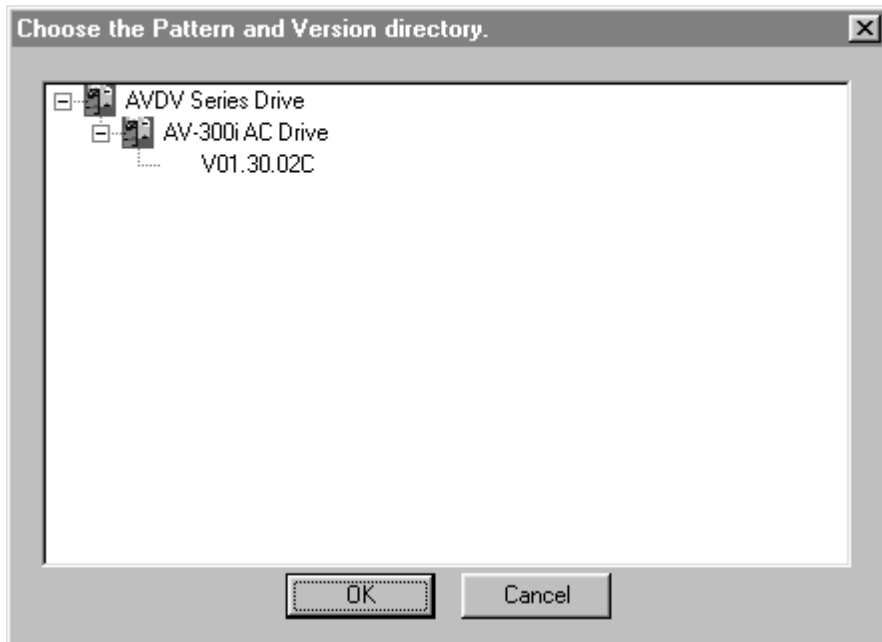 Choose the Pattern and Version directory.
AVDV Series Drive
AV-300i AC Drive
V01.30.02C
OK
Cancel